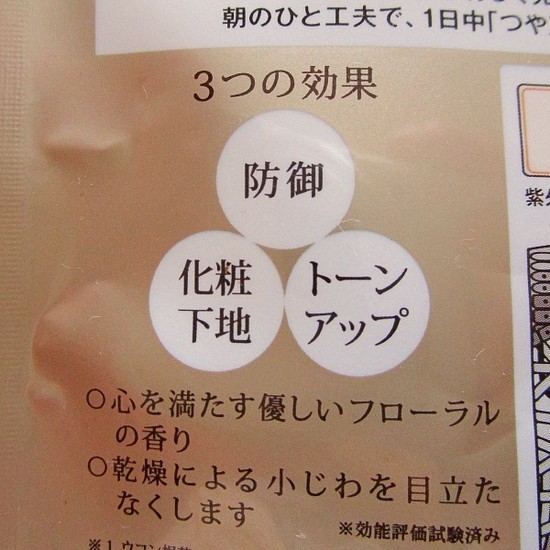 朝のひと工夫で、1日中「つや
3つの効果
防御
化粧
下地
トーン
アップ
○心を満たす優しいフローラル
の香り
○乾燥による小じわを目立た
なくします
※効能評価試験済み
紫